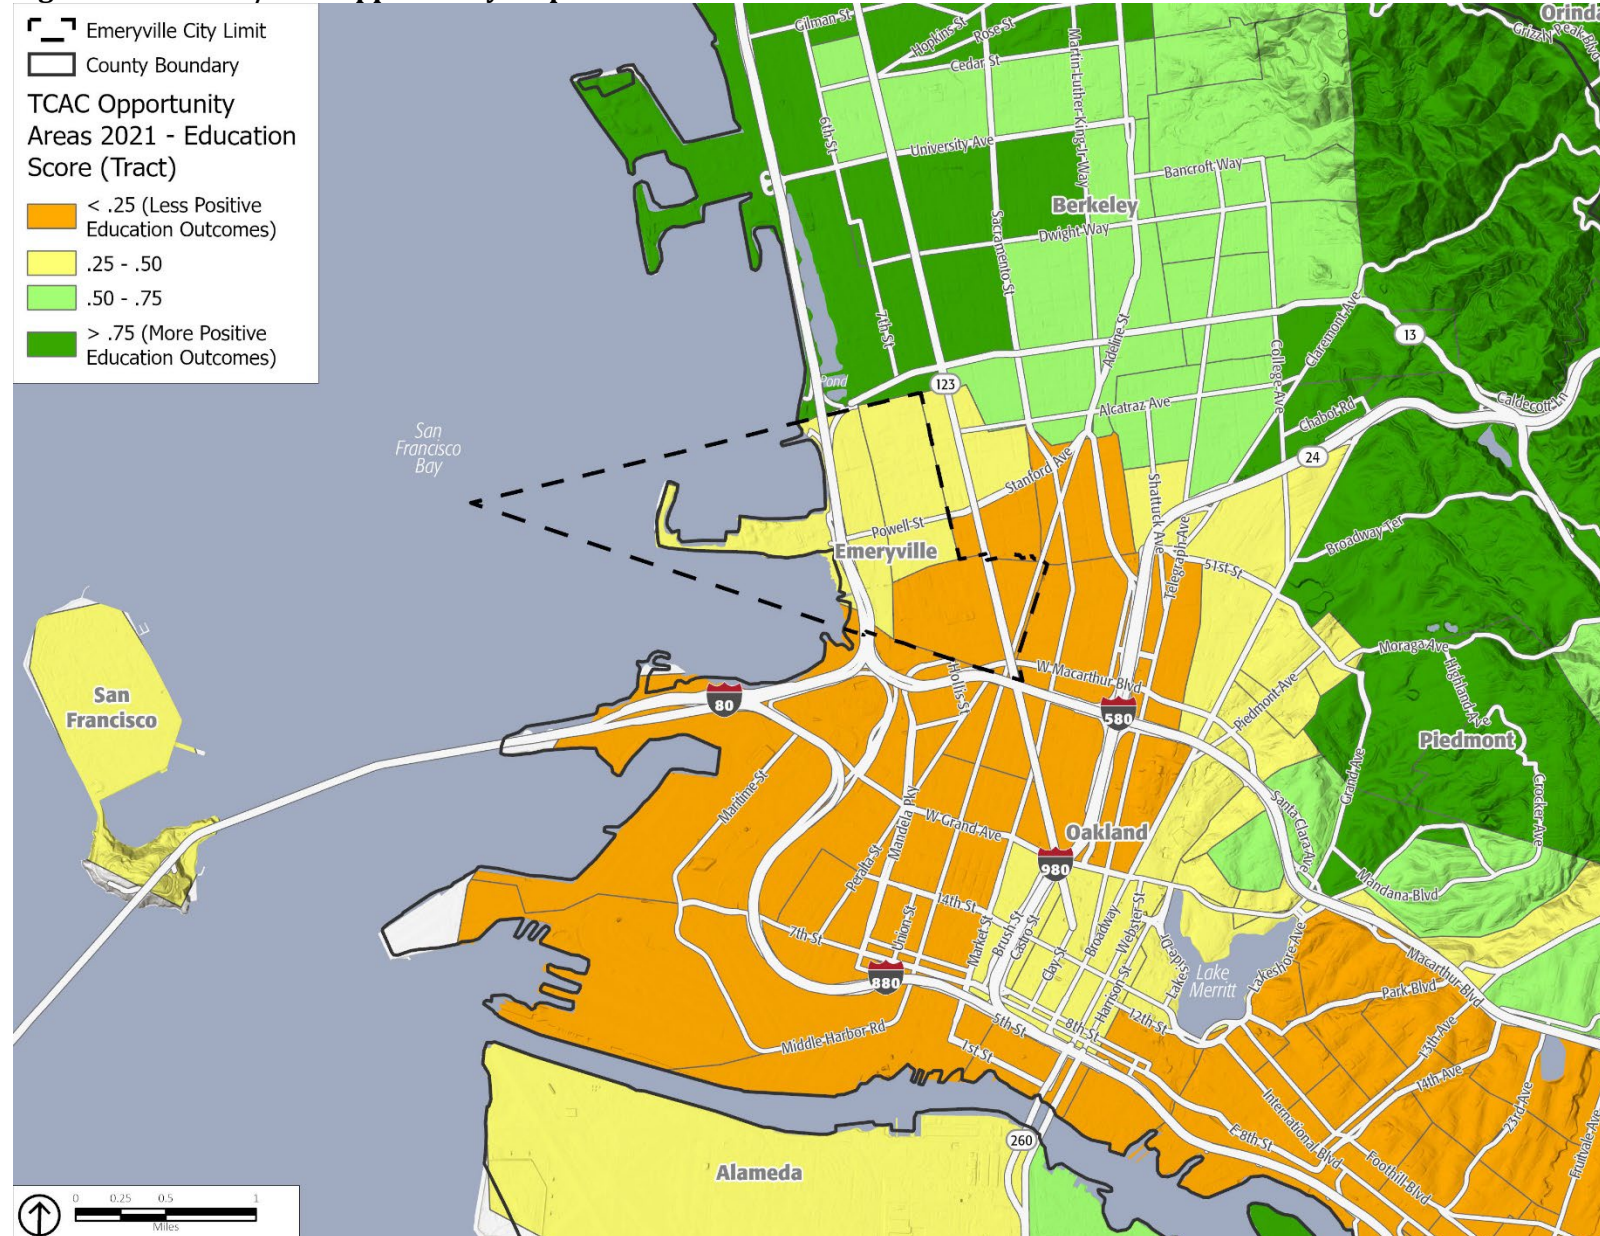 Emeryville City Limit
County Boundary
TCAC Opportunity
Areas 2021 - Education
Score (Tract)
< .25 (Less Positive
Education Outcomes)
.25 - .50
.50 - .75
> .75 (More Positive
Education Outcomes)
Orinda
Grizzly Peak Blvd
Gilman St
Hopkins St
Rose St
Cedar St
Martin Luther King Jr Way
6th St
University Ave
Bancroft Way
Berkeley
Sacramento St
Dwight Way
7th St
Adeline St
College Ave
Claremont Ave
13
Pond
123
Alcatraz Ave
Chabot Rd
Caldecott Ln
San
Francisco
Bay
24
Stanford Ave
Shattuck Ave
Telegraph Ave
Broadway Ter
Powell St
Emeryville
51st St
Moraga Ave
Highland Ave
San
Francisco
Hollis St
W Macarthur Blvd
Piedmont Ave
80
580
Piedmont
Grand Ave
Crocker Ave
Maritime St
Mandela Pky
W Grand Ave
Oakland
Santa Clara Ave
Peralta St
980
Mandana Blvd
14th St
7th St
Union St
Market St
Brush St
Castro St
Clay St
Broadway
Webster St
Harrison St
Lakeside Dr
Lake
Merritt
Lakeshore Ave
Macarthur Blvd
Park Blvd
880
5th St
8th St
12th St
13th Ave
14th Ave
23rd Ave
Middle Harbor Rd
1st St
International Blvd
E 8th St
Foothill Blvd
Fruitvale Ave
260
Alameda
0 0.25 0.5 1
Miles